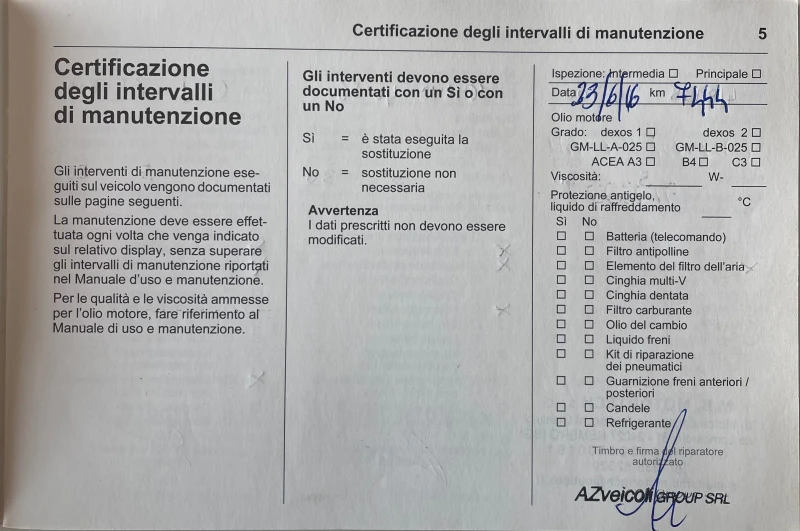 Certificazione degli intervalli di manutenzione 5
Certificazione
degli intervalli
di manutenzione
Gli interventi di manutenzione ese-
guiti sul veicolo vengono documentati
sulle pagine seguenti.
La manutenzione deve essere effet-
tuata ogni volta che venga indicato
sul relativo display, senza superare
gli intervalli di manutenzione riportati
nel Manuale d'uso e manutenzione.
Per le qualità e le viscosità ammesse
per l'olio motore, fare riferimento al
Manuale di uso e manutenzione.
Gli interventi devono essere
documentati con un Sì o con
un No
Sì = è stata eseguita la
sostituzione
No = sostituzione non
necessaria
Avvertenza
I dati prescritti non devono essere
modificati.
Ispezione: Intermedia ☐ Principale ☐
Data 23/6/16 km 7444
Olio motore
Grado: dexos 1 ☐ dexos 2 ☐
GM-LL-A-025 ☐ GM-LL-B-025 ☐
ACEA A3 ☐ B4 ☐ C3 ☐
Viscosità: W-
Protezione antigelo,
liquido di raffreddamento °C
Sì No
☐ ☐ Batteria (telecomando)
☐ ☐ Filtro antipolline
☐ ☐ Elemento del filtro dell'aria
☐ ☐ Cinghia multi-V
☐ ☐ Cinghia dentata
☐ ☐ Filtro carburante
☐ ☐ Olio del cambio
☐ ☐ Liquido freni
☐ ☐ Kit di riparazione
dei pneumatici
☐ ☐ Guarnizione freni anteriori /
posteriori
☐ ☐ Candele
☐ ☐ Refrigerante
Timbro e firma del riparatore
autorizzato
AZveicoli GROUP SRL